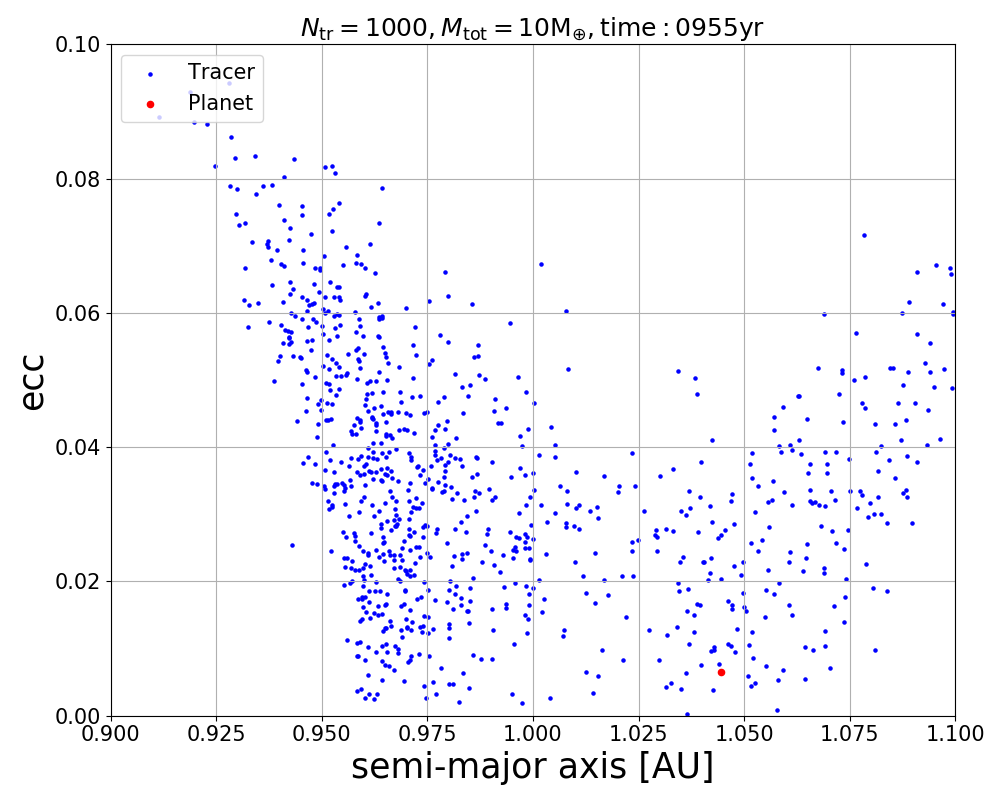 N_tr = 1000, M_tot = 10M_⊕, time : 0955yr
Tracer
Planet
0.10
0.08
0.06
0.04
0.02
0.00
ecc
0.900 0.925 0.950 0.975 1.000 1.025 1.050 1.075 1.100
semi-major axis [AU]